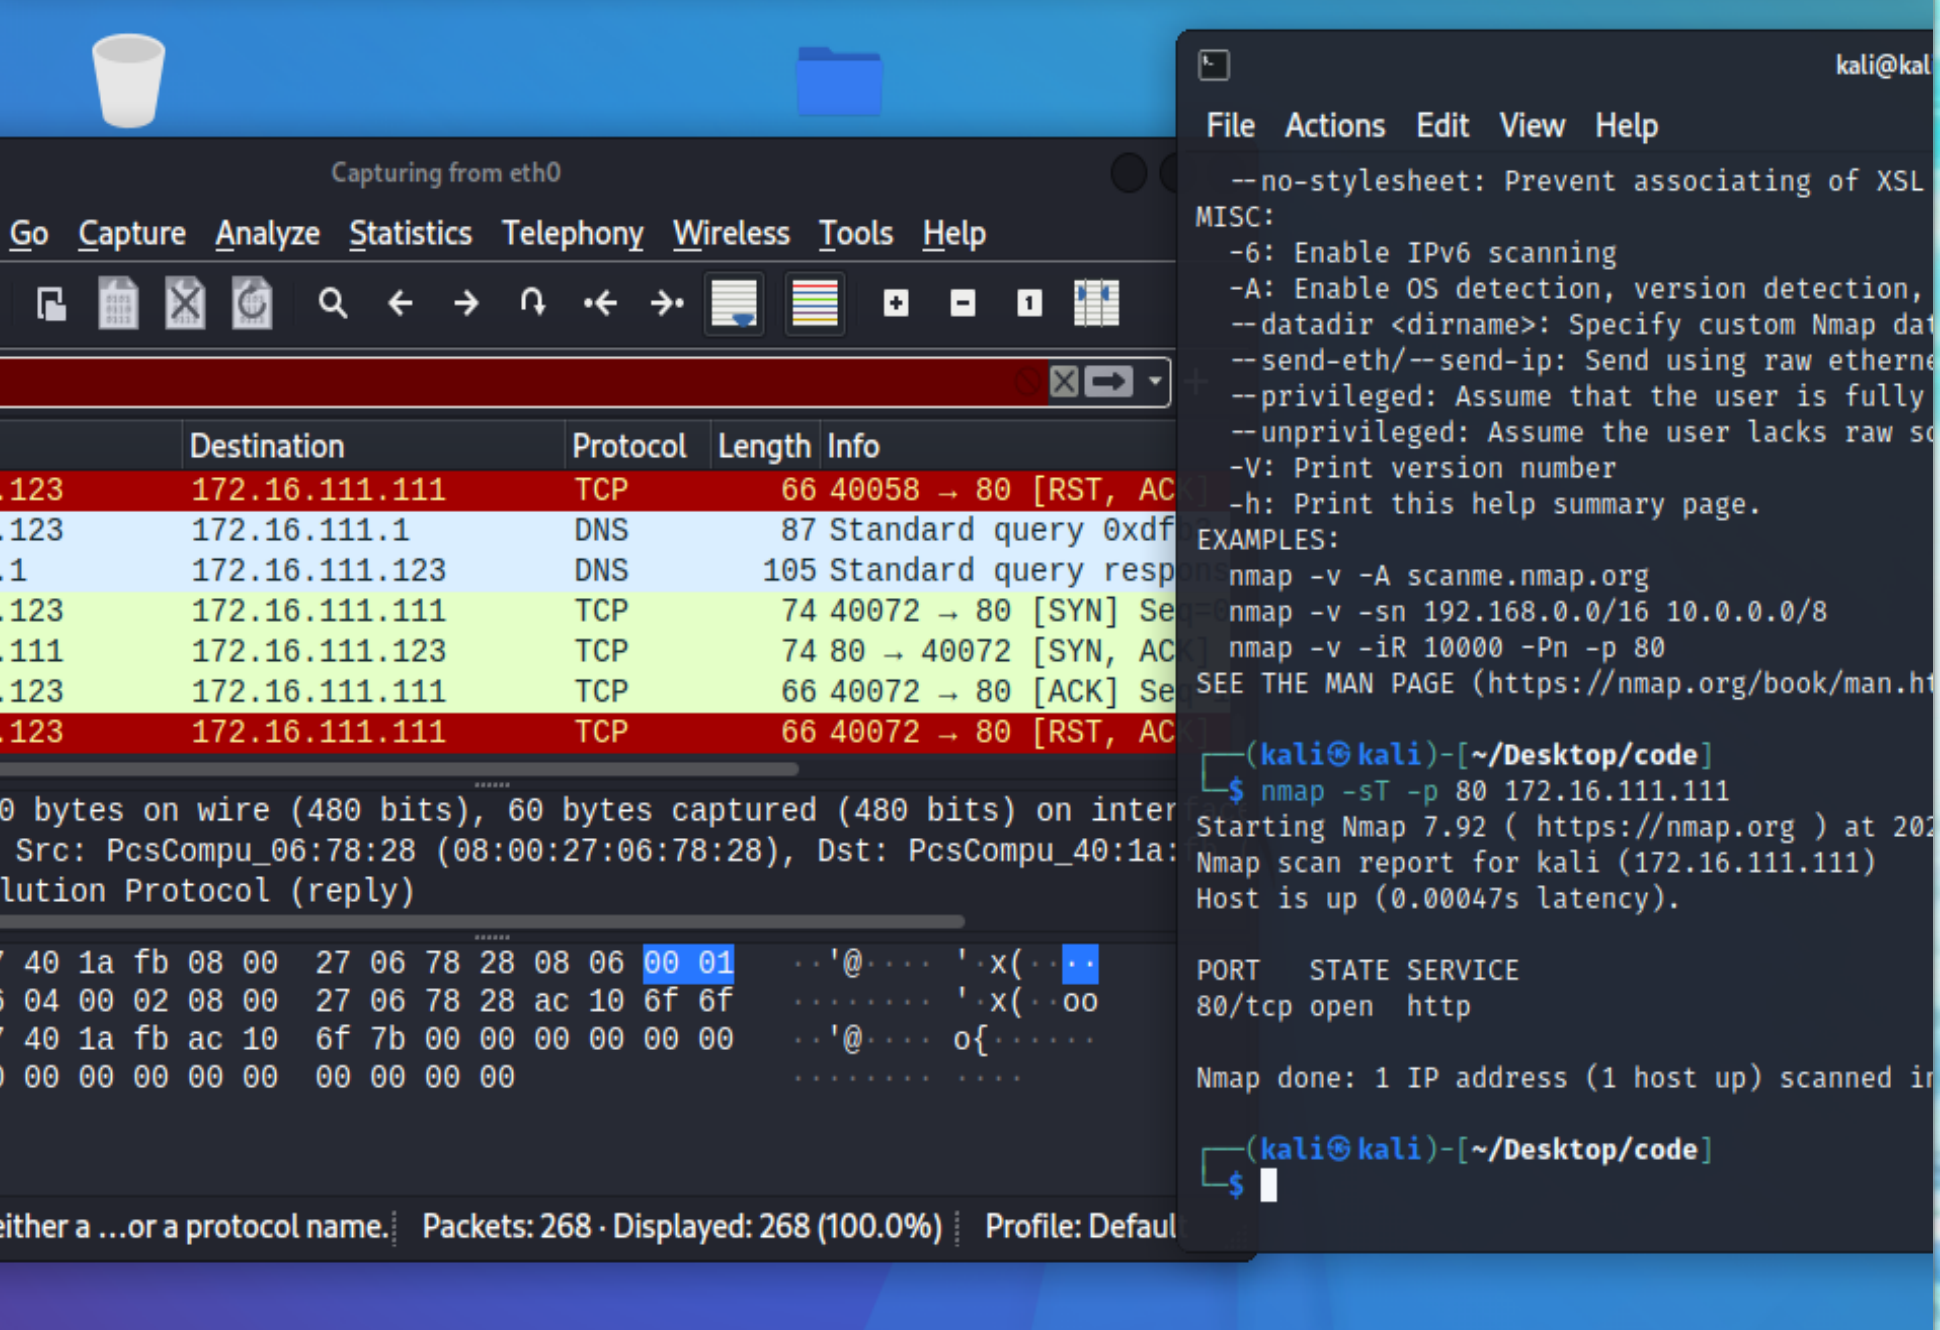 Capturing from eth0
Go Capture Analyze Statistics Telephony Wireless Tools Help
Destination Protocol Length Info
.123 172.16.111.111 TCP 66 40058 → 80 [RST, ACK]
.123 172.16.111.1 DNS 87 Standard query 0xdfb
.1 172.16.111.123 DNS 105 Standard query respons
.123 172.16.111.111 TCP 74 40072 → 80 [SYN] Seq=0
.111 172.16.111.123 TCP 74 80 → 40072 [SYN, ACK]
.123 172.16.111.111 TCP 66 40072 → 80 [ACK] Seq=
.123 172.16.111.111 TCP 66 40072 → 80 [RST, ACK]
0 bytes on wire (480 bits), 60 bytes captured (480 bits) on interface
Src: PcsCompu_06:78:28 (08:00:27:06:78:28), Dst: PcsCompu_40:1a:fb
lution Protocol (reply)
40 1a fb 08 00 27 06 78 28 08 06 00 01 ··'@···· '·x(····
04 00 02 08 00 27 06 78 28 ac 10 6f 6f ········ '·x(··oo
40 1a fb ac 10 6f 7b 00 00 00 00 00 00 ··'@···· o{······
00 00 00 00 00 00 00 00 00 ········ ····
either a …or a protocol name. Packets: 268 · Displayed: 268 (100.0%) Profile: Default
kali@kal
File Actions Edit View Help
--no-stylesheet: Prevent associating of XSL
MISC:
-6: Enable IPv6 scanning
-A: Enable OS detection, version detection,
--datadir <dirname>: Specify custom Nmap dat
--send-eth/--send-ip: Send using raw etherne
--privileged: Assume that the user is fully
--unprivileged: Assume the user lacks raw so
-V: Print version number
-h: Print this help summary page.
EXAMPLES:
nmap -v -A scanme.nmap.org
nmap -v -sn 192.168.0.0/16 10.0.0.0/8
nmap -v -iR 10000 -Pn -p 80
SEE THE MAN PAGE (https://nmap.org/book/man.ht
┌──(kali㉿kali)-[~/Desktop/code]
└─$ nmap -sT -p 80 172.16.111.111
Starting Nmap 7.92 ( https://nmap.org ) at 202
Nmap scan report for kali (172.16.111.111)
Host is up (0.00047s latency).
PORT STATE SERVICE
80/tcp open http
Nmap done: 1 IP address (1 host up) scanned in
┌──(kali㉿kali)-[~/Desktop/code]
└─$